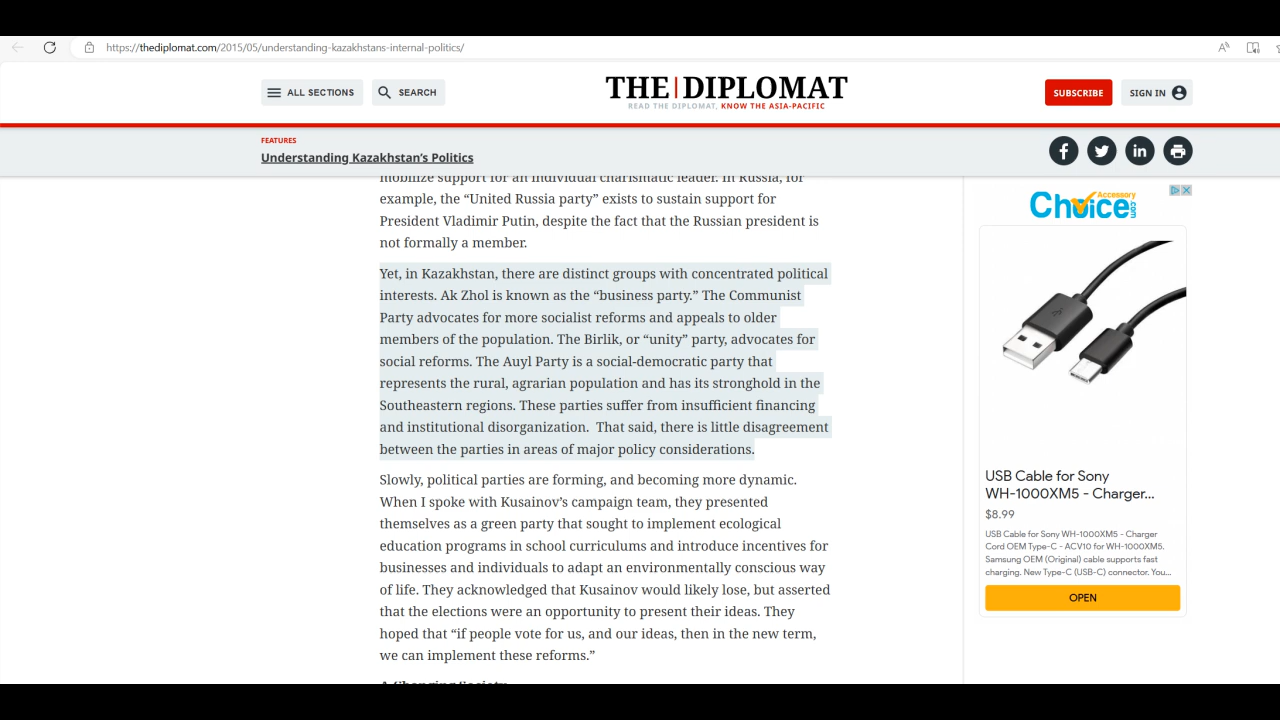 https://thediplomat.com/2015/05/understanding-kazakhstans-internal-politics/
ALL SECTIONS
SEARCH
THE|DIPLOMAT
READ THE DIPLOMAT, KNOW THE ASIA-PACIFIC
SUBSCRIBE
SIGN IN
FEATURES
Understanding Kazakhstan’s Politics
mobilize support for an individual charismatic leader. In Russia, for
example, the “United Russia party” exists to sustain support for
President Vladimir Putin, despite the fact that the Russian president is
not formally a member.
Yet, in Kazakhstan, there are distinct groups with concentrated political
interests. Ak Zhol is known as the “business party.” The Communist
Party advocates for more socialist reforms and appeals to older
members of the population. The Birlik, or “unity” party, advocates for
social reforms. The Auyl Party is a social-democratic party that
represents the rural, agrarian population and has its stronghold in the
Southeastern regions. These parties suffer from insufficient financing
and institutional disorganization.  That said, there is little disagreement
between the parties in areas of major policy considerations.
Slowly, political parties are forming, and becoming more dynamic.
When I spoke with Kusainov’s campaign team, they presented
themselves as a green party that sought to implement ecological
education programs in school curriculums and introduce incentives for
businesses and individuals to adapt an environmentally conscious way
of life. They acknowledged that Kusainov would likely lose, but asserted
that the elections were an opportunity to present their ideas. They
hoped that “if people vote for us, and our ideas, then in the new term,
we can implement these reforms.”
A Changing Society
Accessory
Choice.com
USB Cable for Sony
WH-1000XM5 - Charger...
$8.99
USB Cable for Sony WH-1000XM5 - Charger
Cord OEM Type-C - ACV10 for WH-1000XM5.
Samsung OEM (Original) cable supports fast
charging. New Type-C (USB-C) connector. You...
OPEN